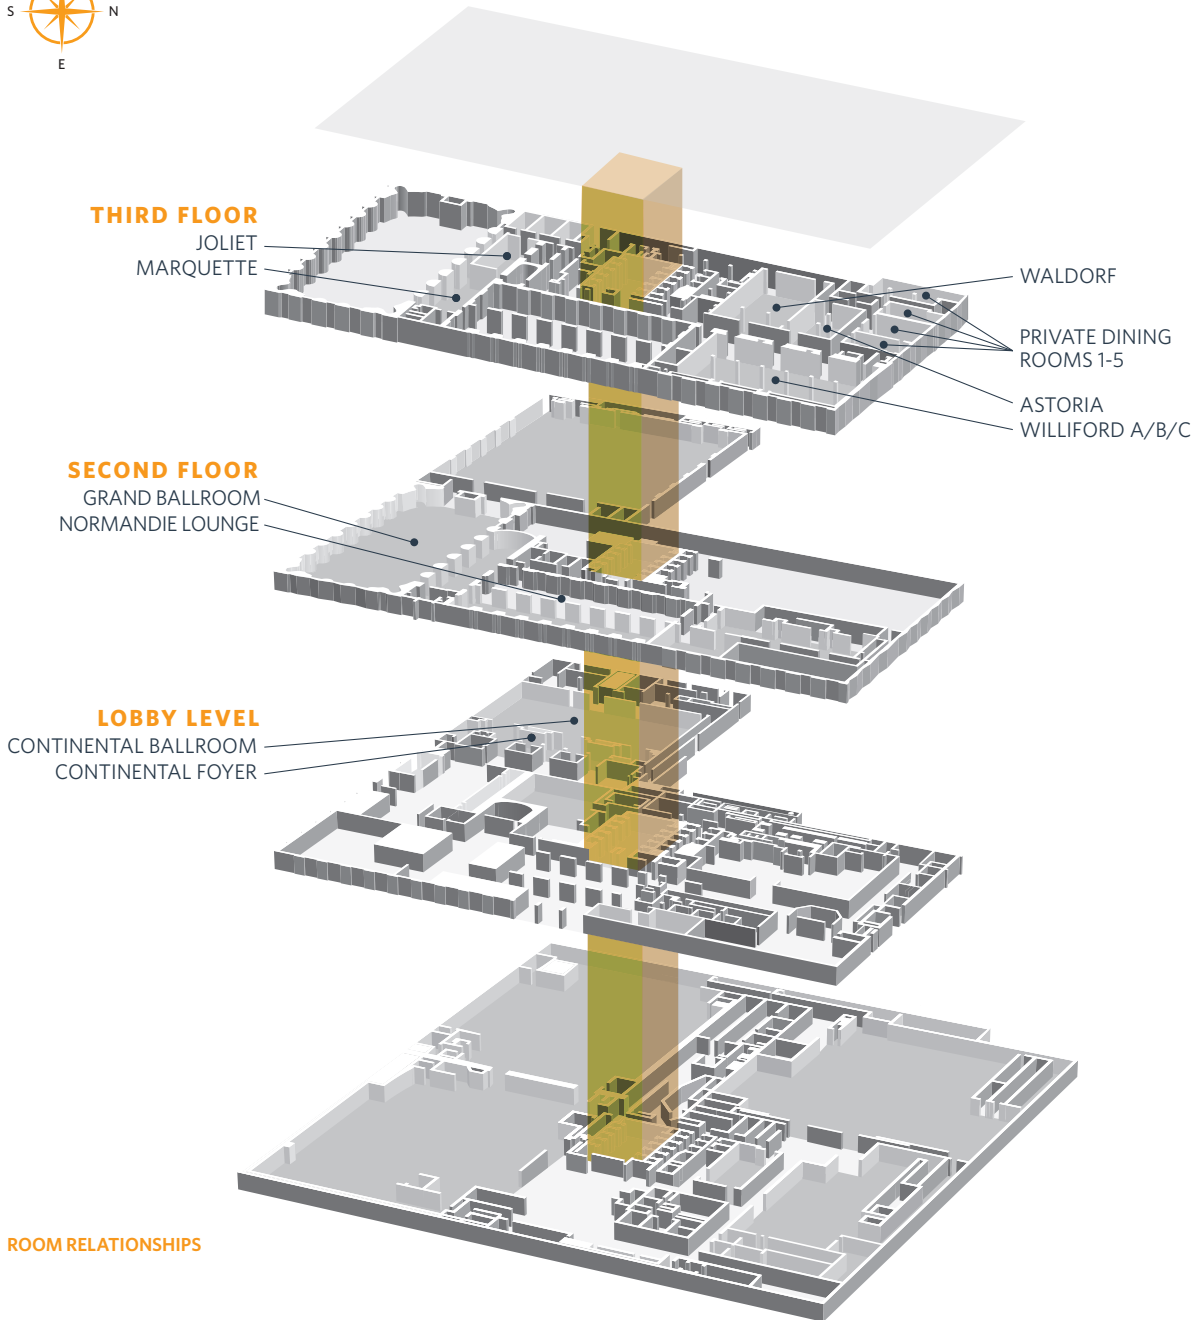 S N
E
THIRD FLOOR
JOLIET
MARQUETTE
WALDORF
PRIVATE DINING
ROOMS 1-5
ASTORIA
WILLIFORD A/B/C
SECOND FLOOR
GRAND BALLROOM
NORMANDIE LOUNGE
LOBBY LEVEL
CONTINENTAL BALLROOM
CONTINENTAL FOYER
ROOM RELATIONSHIPS